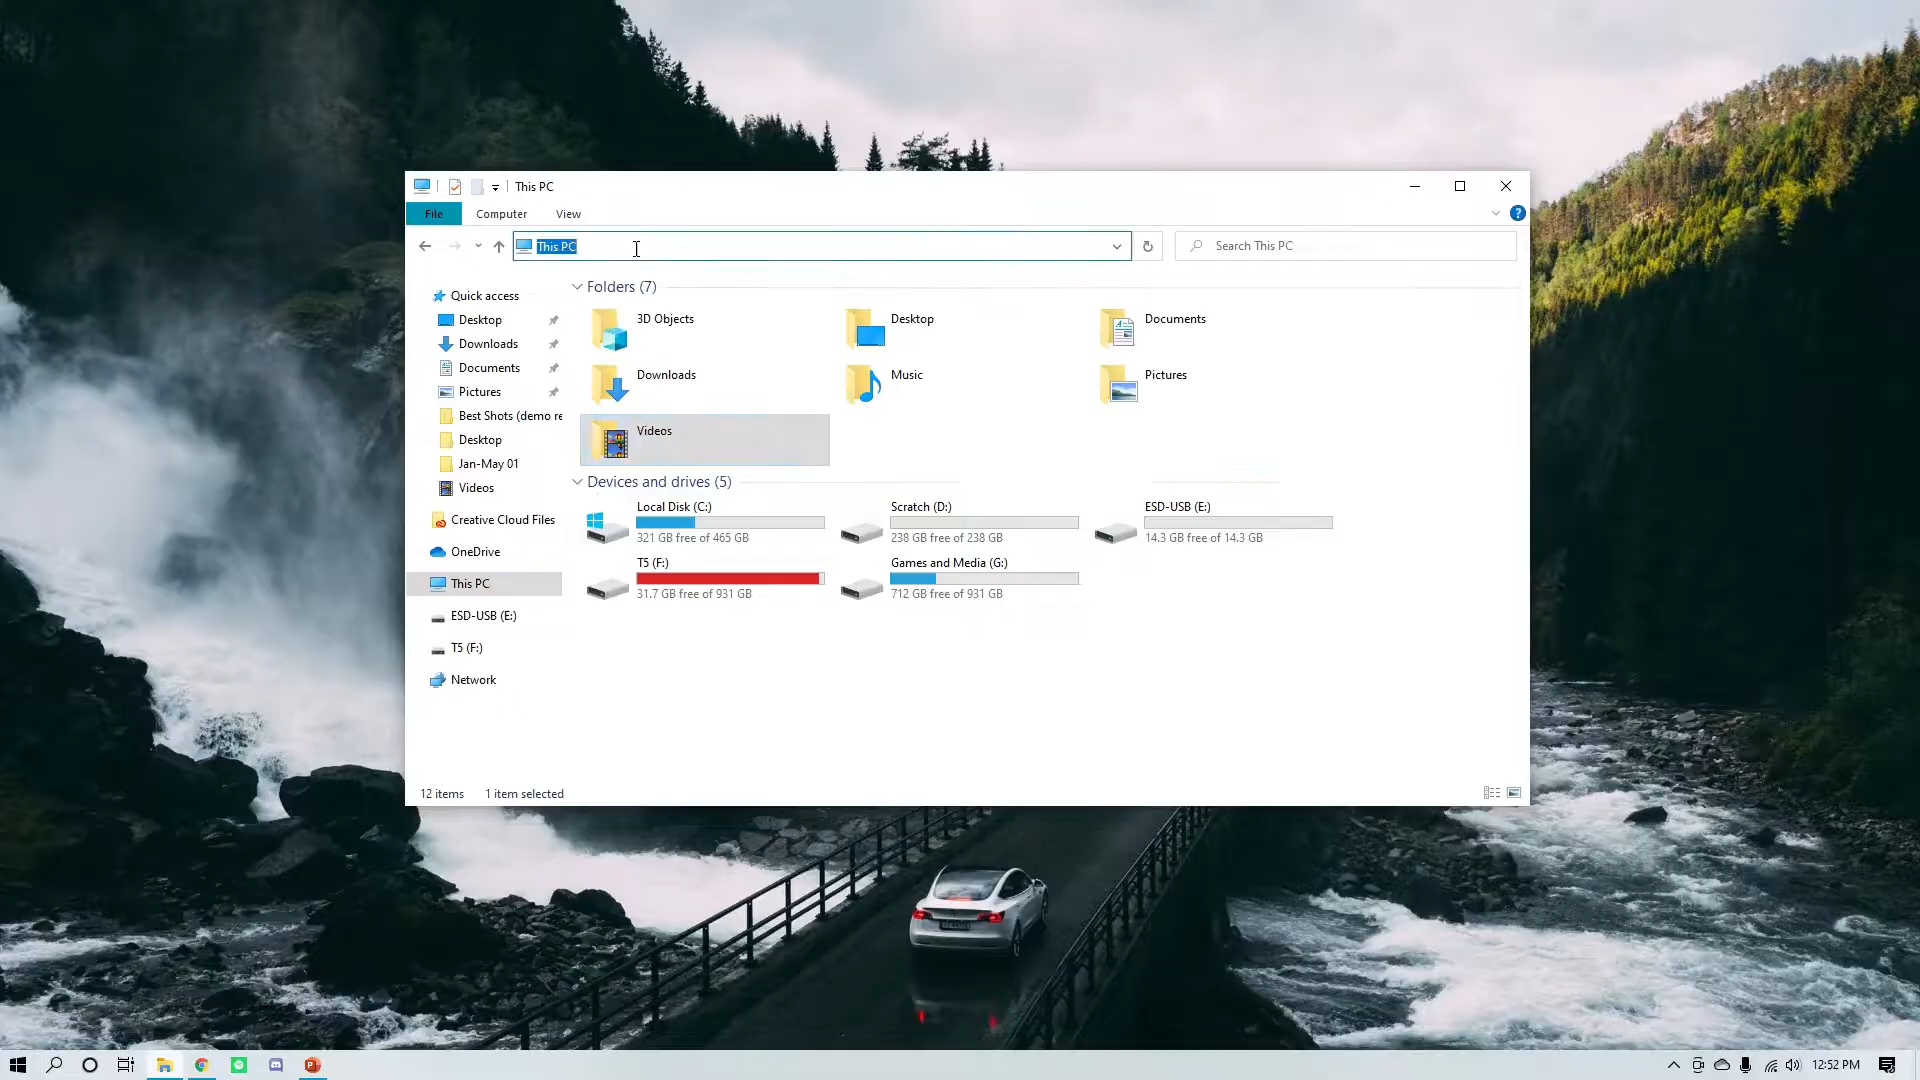 This PC
File Computer View
This PC
Search This PC
Quick access
Desktop
Downloads
Documents
Pictures
Best Shots (demo re
Desktop
Jan-May 01
Videos
Creative Cloud Files
OneDrive
This PC
ESD-USB (E:)
T5 (F:)
Network
Folders (7)
3D Objects
Desktop
Documents
Downloads
Music
Pictures
Videos
Devices and drives (5)
Local Disk (C:)
321 GB free of 465 GB
Scratch (D:)
238 GB free of 238 GB
ESD-USB (E:)
14.3 GB free of 14.3 GB
T5 (F:)
31.7 GB free of 931 GB
Games and Media (G:)
712 GB free of 931 GB
12 items 1 item selected
12:52 PM